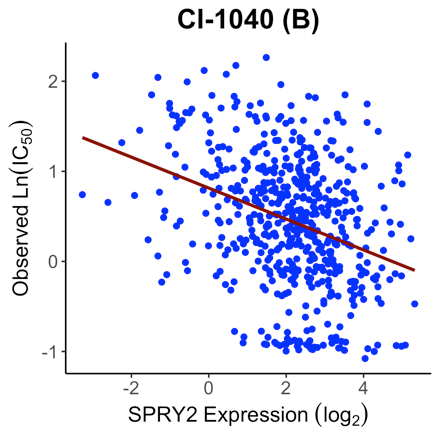 CI-1040 (B)
Observed Ln(IC50)
2
1
0
-1
-2 0 2 4
SPRY2 Expression (log2)